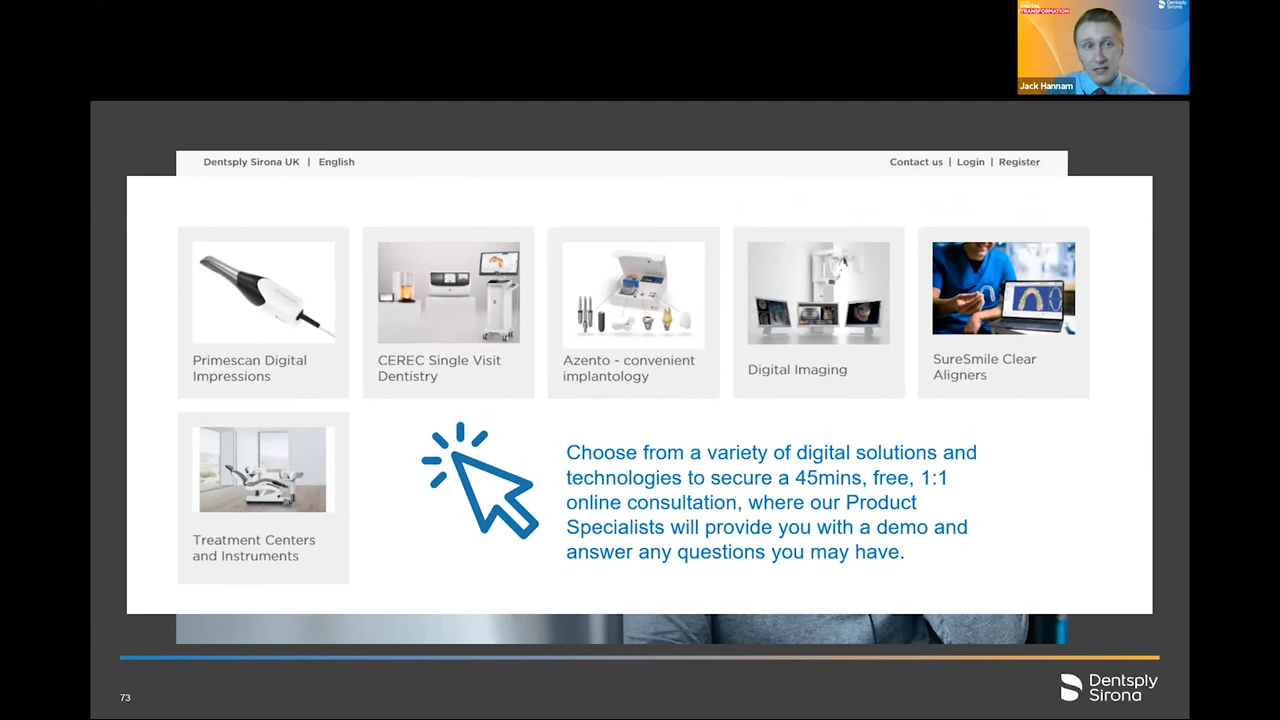 DIGITAL
TRANSFORMATION
Dentsply
Sirona
Jack Hannam
Dentsply Sirona UK | English
Contact us | Login | Register
Primescan Digital
Impressions
CEREC Single Visit
Dentistry
Azento - convenient
implantology
Digital Imaging
SureSmile Clear
Aligners
Treatment Centers
and Instruments
Choose from a variety of digital solutions and
technologies to secure a 45mins, free, 1:1
online consultation, where our Product
Specialists will provide you with a demo and
answer any questions you may have.
73
Dentsply
Sirona